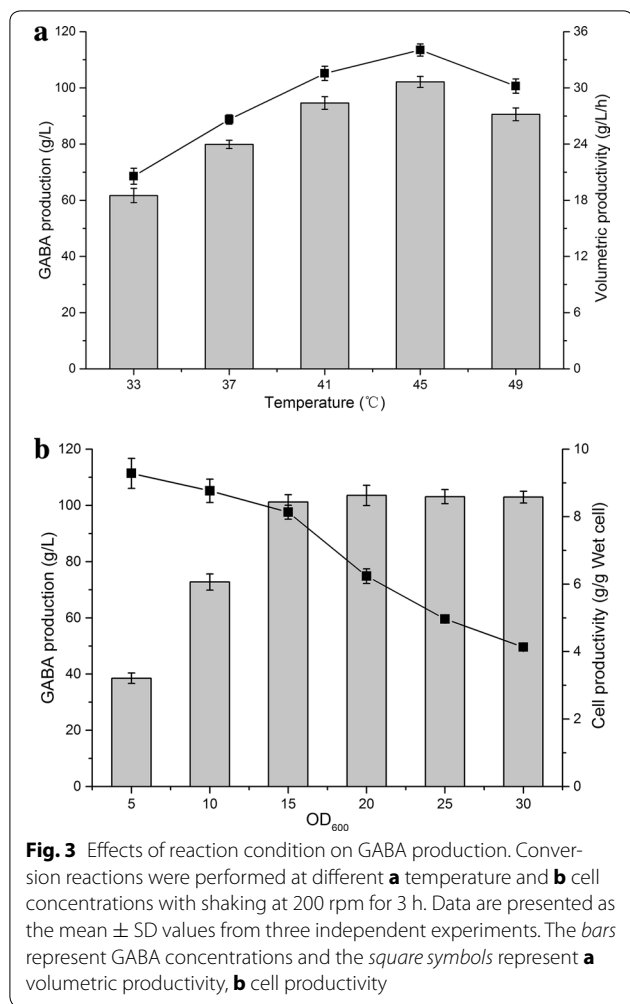 a
120
100
80
60
40
20
0
GABA production (g/L)
36
30
24
18
12
6
0
Volumetric productivity (g/L/h)
33 37 41 45 49
Temperature (℃)
b
120
100
80
60
40
20
0
GABA production (g/L)
10
8
6
4
2
0
Cell productivity (g/g Wet cell)
5 10 15 20 25 30
OD600
Fig. 3 Effects of reaction condition on GABA production. Conver-
sion reactions were performed at different a temperature and b cell
concentrations with shaking at 200 rpm for 3 h. Data are presented as
the mean ± SD values from three independent experiments. The bars
represent GABA concentrations and the square symbols represent a
volumetric productivity, b cell productivity